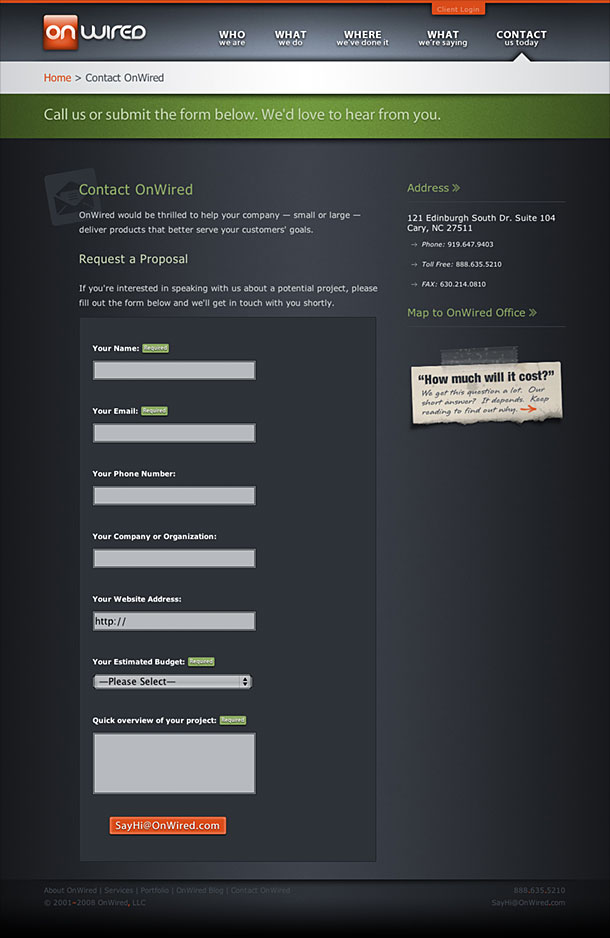 Client Login
on wired
WHO
we are
WHAT
we do
WHERE
we've done it
WHAT
we're saying
CONTACT
us today
Home > Contact OnWired
Call us or submit the form below. We'd love to hear from you.
Contact OnWired
OnWired would be thrilled to help your company — small or large —
deliver products that better serve your customers' goals.
Request a Proposal
If you're interested in speaking with us about a potential project, please
fill out the form below and we'll get in touch with you shortly.
Your Name: Required
Your Email: Required
Your Phone Number:
Your Company or Organization:
Your Website Address:
http://
Your Estimated Budget: Required
—Please Select—
Quick overview of your project: Required
SayHi@OnWired.com
Address »
121 Edinburgh South Dr. Suite 104
Cary, NC 27511
→ Phone: 919.647.9403
→ Toll Free: 888.635.5210
→ FAX: 630.214.0810
Map to OnWired Office »
“How much will it cost?”
We get this question a lot. Our
short answer? It depends. Keep
reading to find out why.
About OnWired | Services | Portfolio | OnWired Blog | Contact OnWired
© 2001–2008 OnWired, LLC
888.635.5210
SayHi@OnWired.com